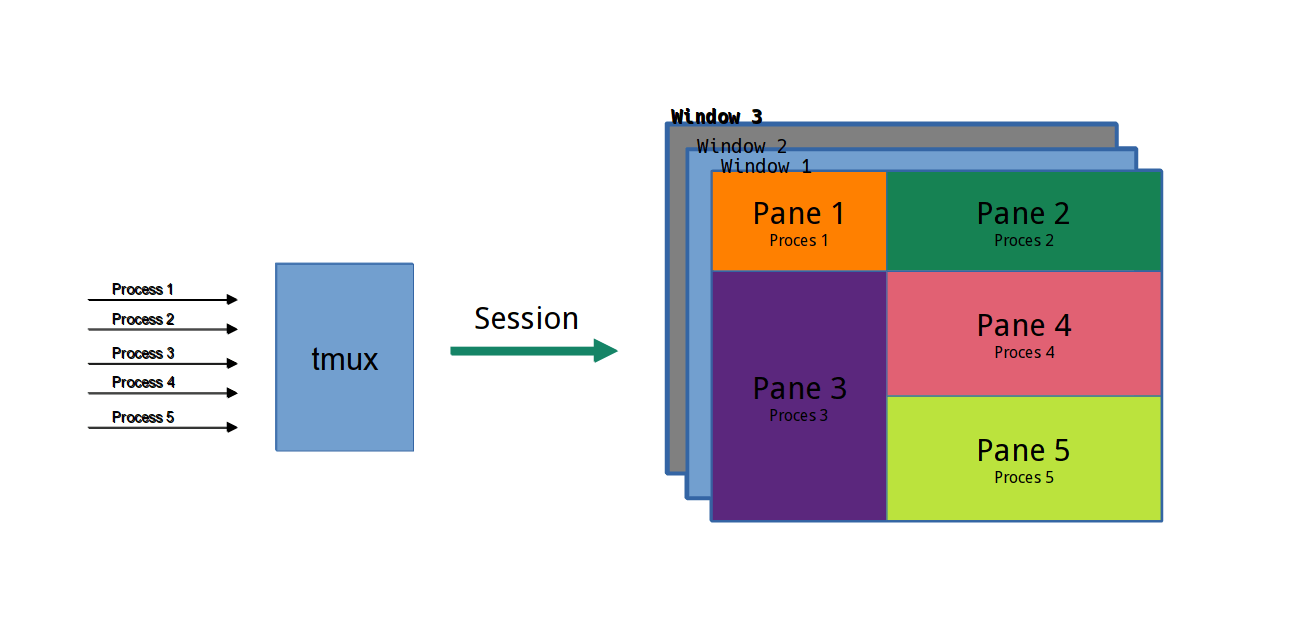 Process 1
Process 2
Process 3
Process 4
Process 5
tmux
Session
Window 3
Window 2
Window 1
Pane 1
Proces 1
Pane 2
Proces 2
Pane 3
Proces 3
Pane 4
Proces 4
Pane 5
Proces 5